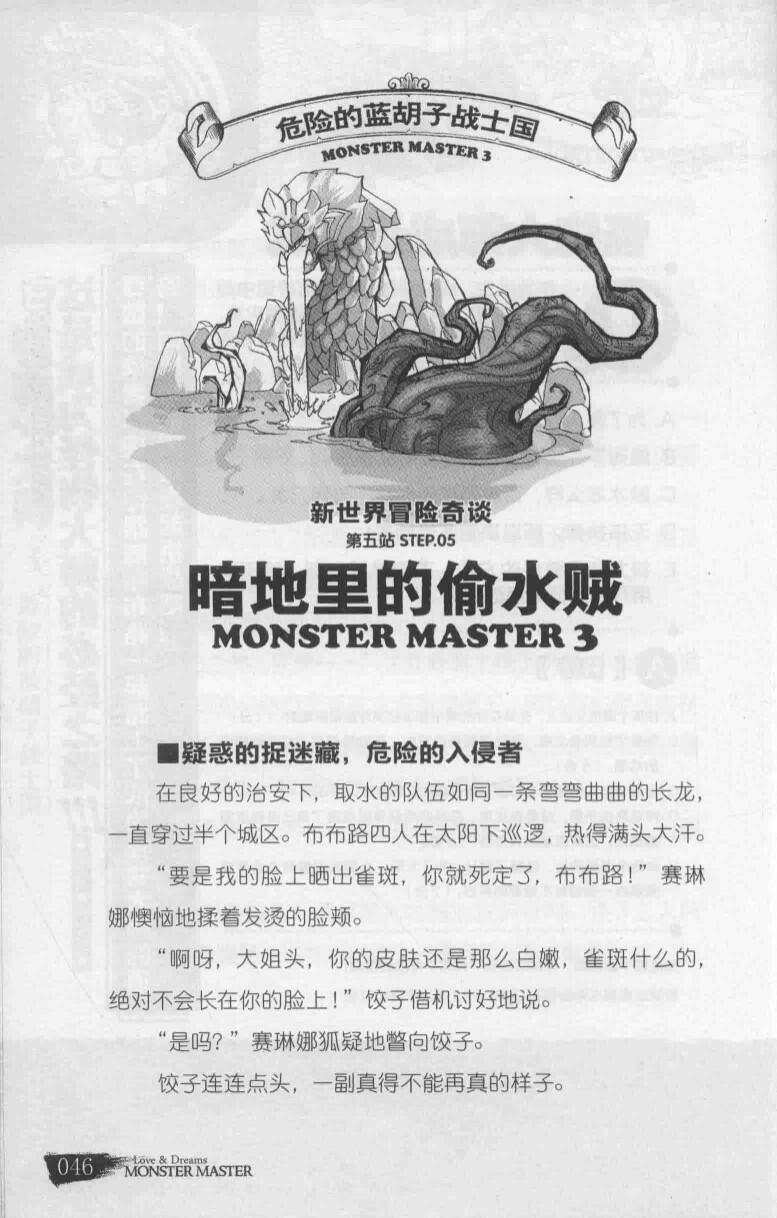 危险的蓝胡子战士国
MONSTER MASTER 3
新世界冒险奇谈
第五站 STEP.05
暗地里的偷水贼
MONSTER MASTER 3
■疑惑的捉迷藏，危险的入侵者
在良好的治安下，取水的队伍如同一条弯弯曲曲的长龙，
一直穿过半个城区。布布路四人在太阳下巡逻，热得满头大汗。
“要是我的脸上晒出雀斑，你就死定了，布布路！”赛琳
娜懊恼地揉着发烫的脸颊。
“啊呀，大姐头，你的皮肤还是那么白嫩，雀斑什么的，
绝对不会长在你的脸上！”饺子借机讨好地说。
“是吗？”赛琳娜狐疑地瞥向饺子。
饺子连连点头，一副真得不能再真的样子。
046
Love & Dreams
MONSTER MASTER